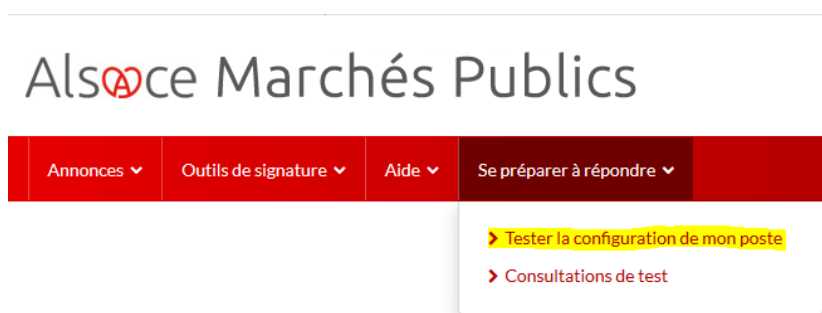 Alsace Marchés Publics
Annonces Outils de signature Aide Se préparer à répondre
Tester la configuration de mon poste
Consultations de test